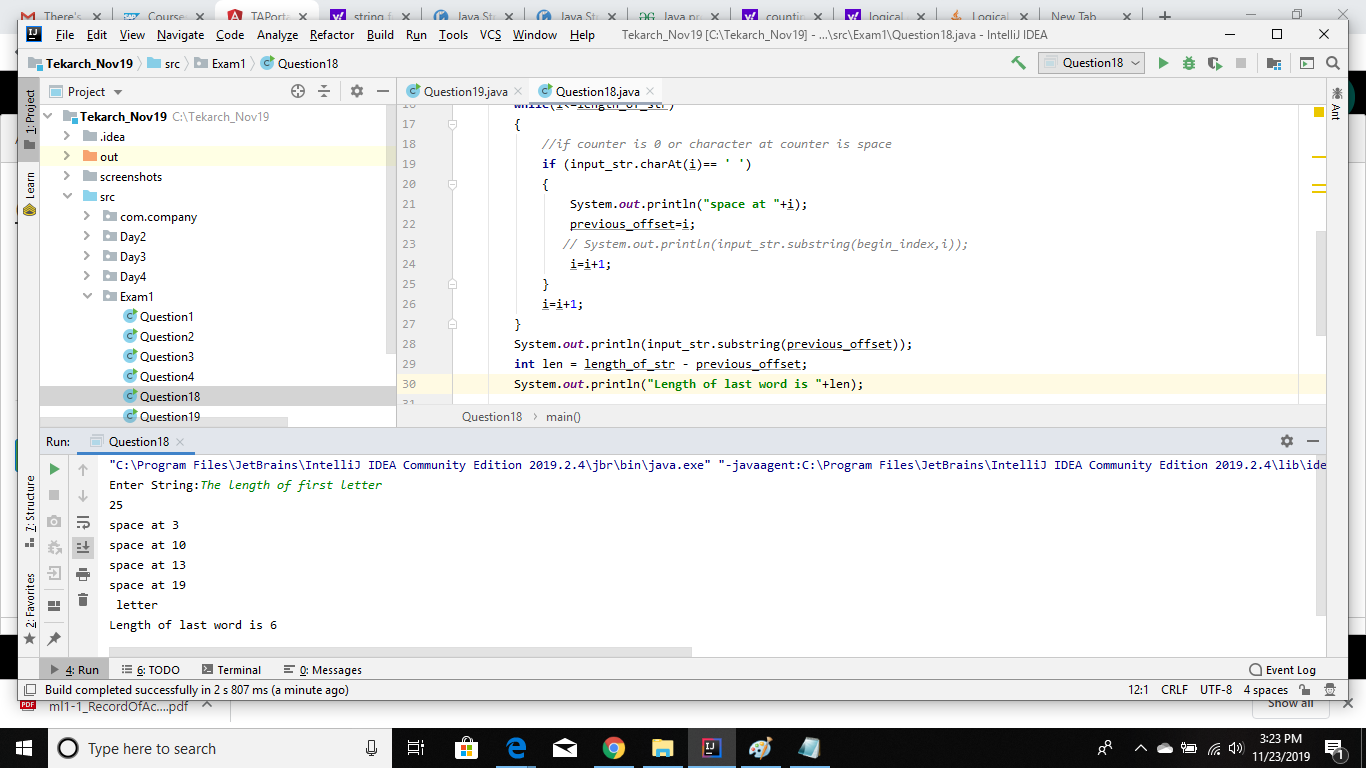 There's
Course
TAPorta
string f
Java Str
Java St
Java pr
counti
logical
Logical
New Tab
File Edit View Navigate Code Analyze Refactor Build Run Tools VCS Window Help Tekarch_Nov19 [C:\Tekarch_Nov19] - ...\src\Exam1\Question18.java - IntelliJ IDEA
Tekarch_Nov19 src Exam1 Question18
Question18
Project
Question19.java Question18.java
1: Project
Learn
7: Structure
2: Favorites
Ant
Tekarch_Nov19 C:\Tekarch_Nov19
.idea
out
screenshots
src
com.company
Day2
Day3
Day4
Exam1
Question1
Question2
Question3
Question4
Question18
Question19
16 while(i<=length_of_str)
17 {
18 //if counter is 0 or character at counter is space
19 if (input_str.charAt(i)== ' ')
20 {
21 System.out.println("space at "+i);
22 previous_offset=i;
23 // System.out.println(input_str.substring(begin_index,i));
24 i=i+1;
25 }
26 i=i+1;
27 }
28 System.out.println(input_str.substring(previous_offset));
29 int len = length_of_str - previous_offset;
30 System.out.println("Length of last word is "+len);
31
Question18 main()
Run: Question18
"C:\Program Files\JetBrains\IntelliJ IDEA Community Edition 2019.2.4\jbr\bin\java.exe" "-javaagent:C:\Program Files\JetBrains\IntelliJ IDEA Community Edition 2019.2.4\lib\ide
Enter String:The length of first letter
25
space at 3
space at 10
space at 13
space at 19
letter
Length of last word is 6
4: Run 6: TODO Terminal 0: Messages Event Log
Build completed successfully in 2 s 807 ms (a minute ago) 12:1 CRLF UTF-8 4 spaces
PDF ml1-1_RecordOfAc....pdf Show all
Type here to search
3:23 PM
11/23/2019
1